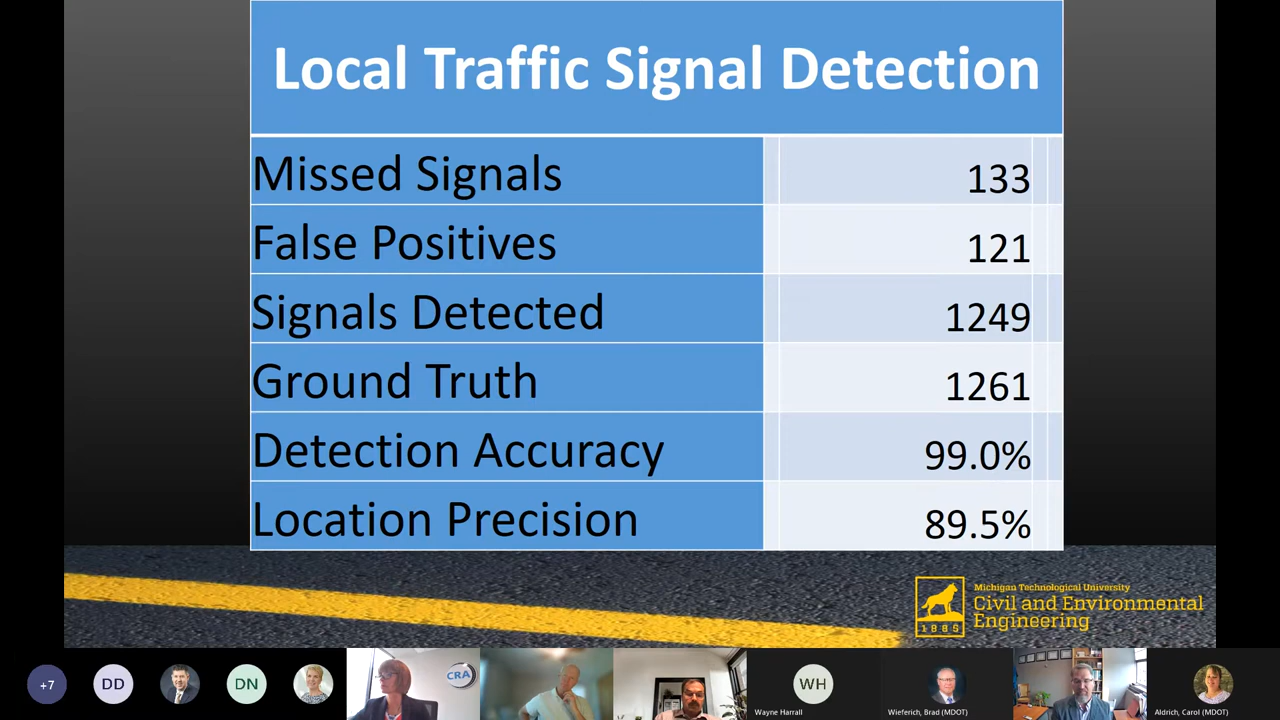 Local Traffic Signal Detection
Missed Signals 133
False Positives 121
Signals Detected 1249
Ground Truth 1261
Detection Accuracy 99.0%
Location Precision 89.5%
Michigan Technological University
Civil and Environmental
Engineering
1885
+7
DD
DN
CRA
WH
Wayne Harrall
Wieferich, Brad (MDOT)
Aldrich, Carol (MDOT)